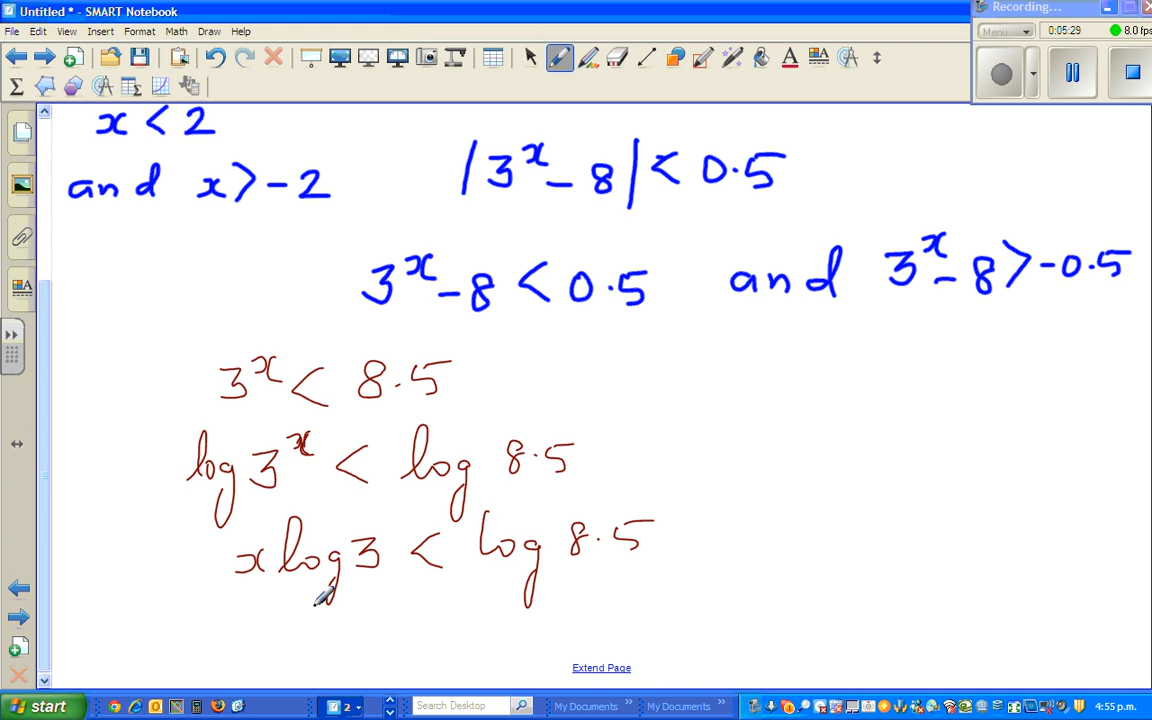 Untitled * - SMART Notebook
Recording...
File Edit View Insert Format Math Draw Help
Menu
0:05:29
8.0 fps
x < 2
and x > -2
|3^x - 8| < 0.5
3^x - 8 < 0.5 and 3^x - 8 > -0.5
3^x < 8.5
log 3^x < log 8.5
x log 3 < log 8.5
Extend Page
start
2
Search Desktop
My Documents
My Documents
4:55 p.m.